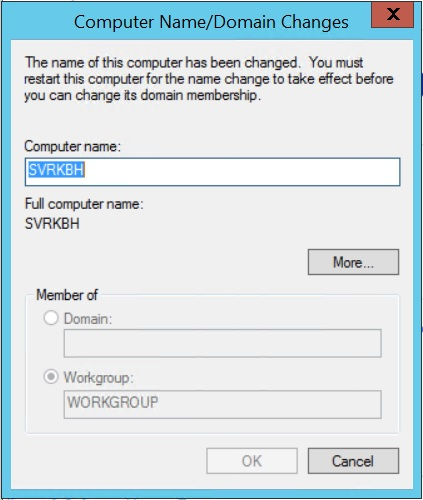 Computer Name/Domain Changes
X
The name of this computer has been changed.  You must
restart this computer for the name change to take effect before
you can change its domain membership.
Computer name:
SVRKBH
Full computer name:
SVRKBH
More...
Member of
Domain:
Workgroup:
WORKGROUP
OK
Cancel